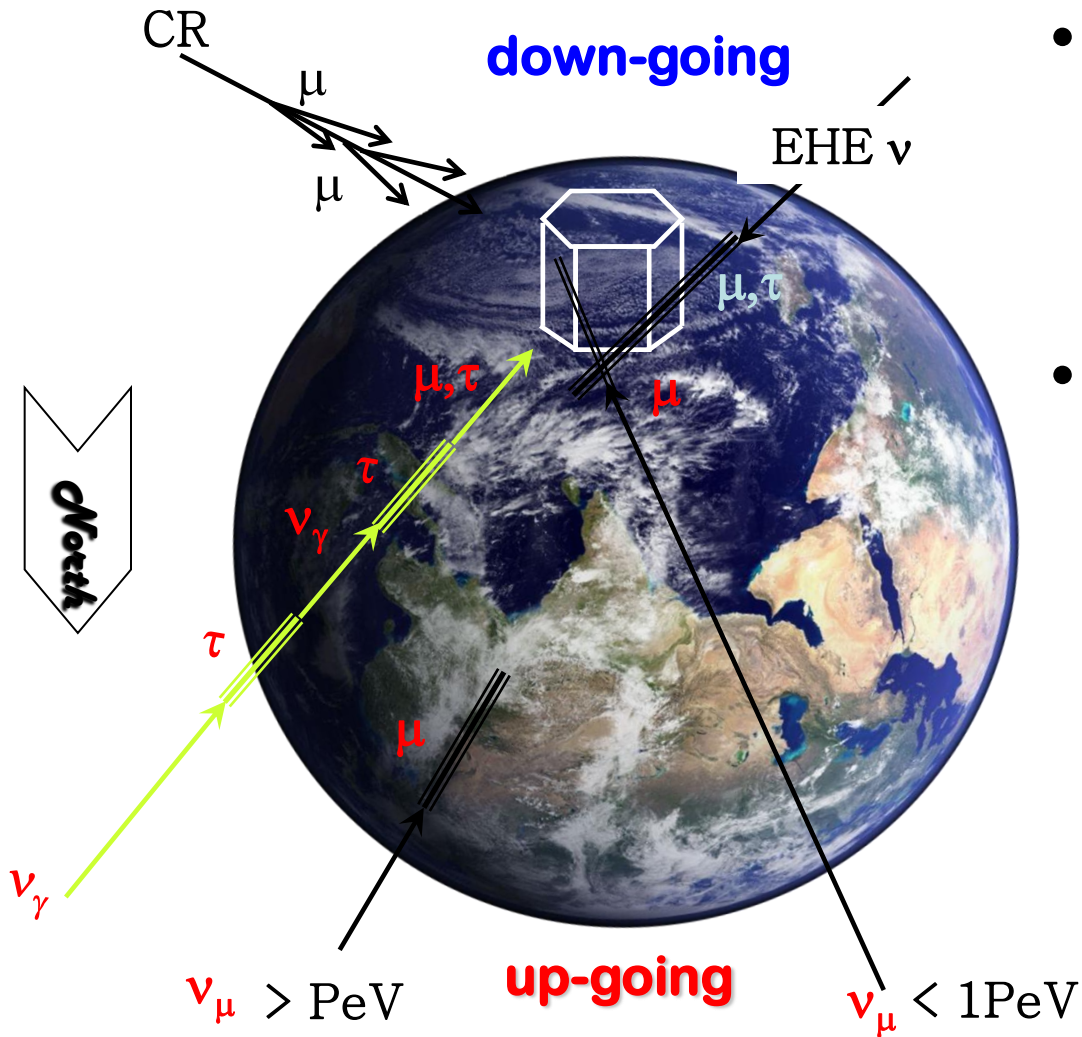 CR
down-going
•
μ
EHE ν
μ
μ,τ
μ,τ
μ
•
τ
North
νγ
τ
μ
νγ
νμ > PeV
up-going
νμ < 1PeV